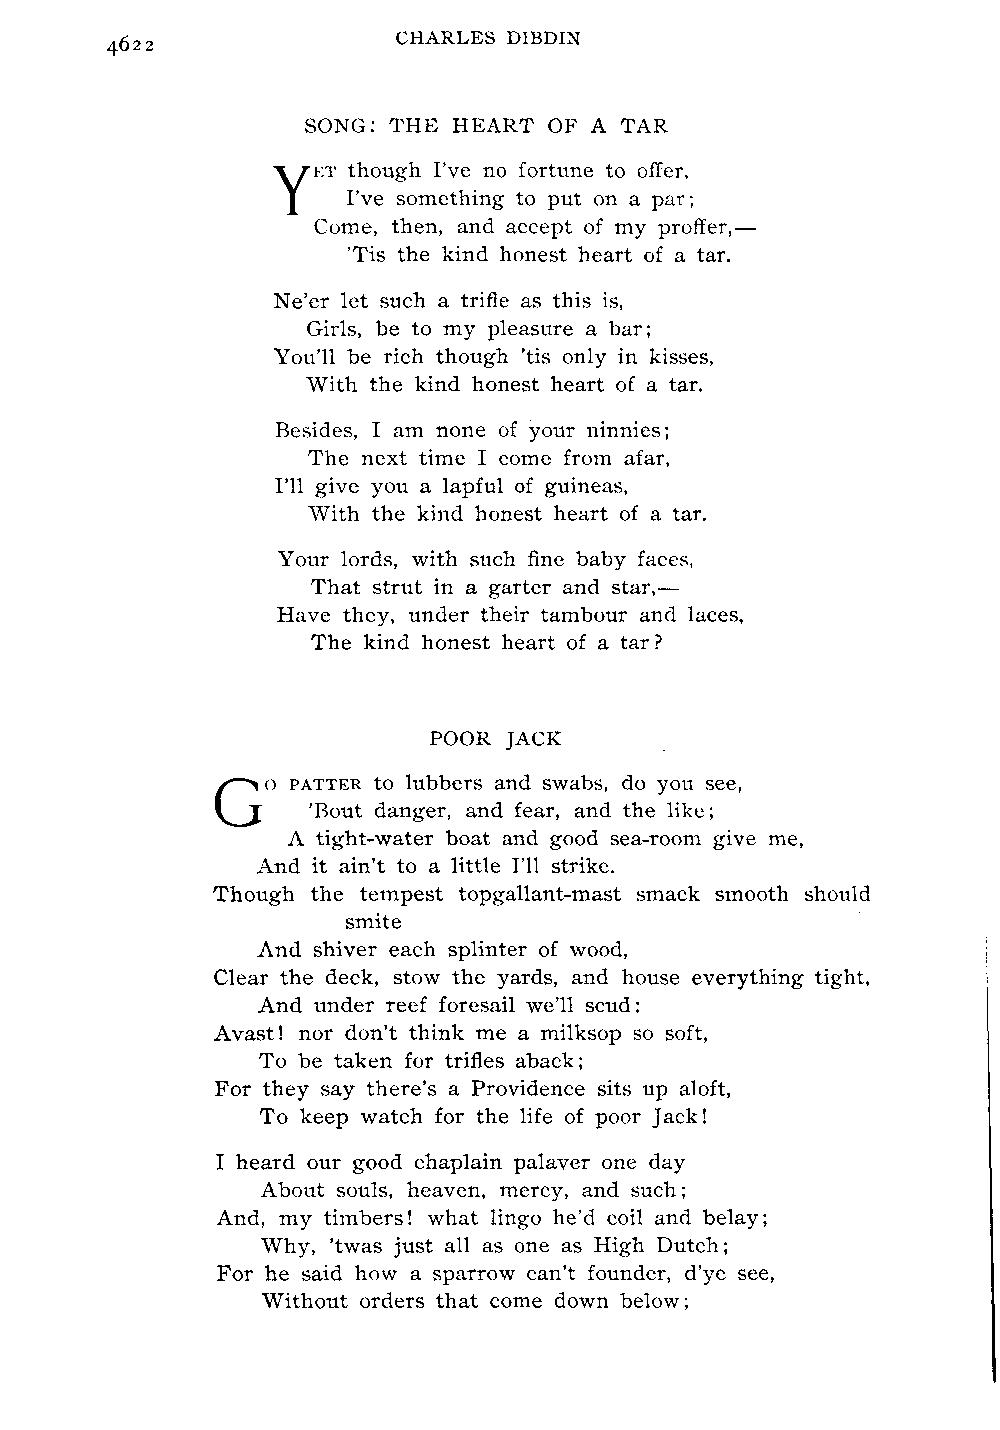 4622
CHARLES DIBDIN
SONG: THE HEART OF A TAR
YET though I've no fortune to offer,
I've something to put on a par;
Come, then, and accept of my proffer,—
'Tis the kind honest heart of a tar.
Ne'er let such a trifle as this is,
Girls, be to my pleasure a bar;
You'll be rich though 'tis only in kisses,
With the kind honest heart of a tar.
Besides, I am none of your ninnies;
The next time I come from afar,
I'll give you a lapful of guineas,
With the kind honest heart of a tar.
Your lords, with such fine baby faces,
That strut in a garter and star,—
Have they, under their tambour and laces,
The kind honest heart of a tar?
POOR JACK
GO PATTER to lubbers and swabs, do you see,
'Bout danger, and fear, and the like;
A tight-water boat and good sea-room give me,
And it ain't to a little I'll strike.
Though the tempest topgallant-mast smack smooth should
smite
And shiver each splinter of wood,
Clear the deck, stow the yards, and house everything tight,
And under reef foresail we'll scud:
Avast! nor don't think me a milksop so soft,
To be taken for trifles aback;
For they say there's a Providence sits up aloft,
To keep watch for the life of poor Jack!
I heard our good chaplain palaver one day
About souls, heaven, mercy, and such;
And, my timbers! what lingo he'd coil and belay;
Why, 'twas just all as one as High Dutch;
For he said how a sparrow can't founder, d'ye see,
Without orders that come down below;